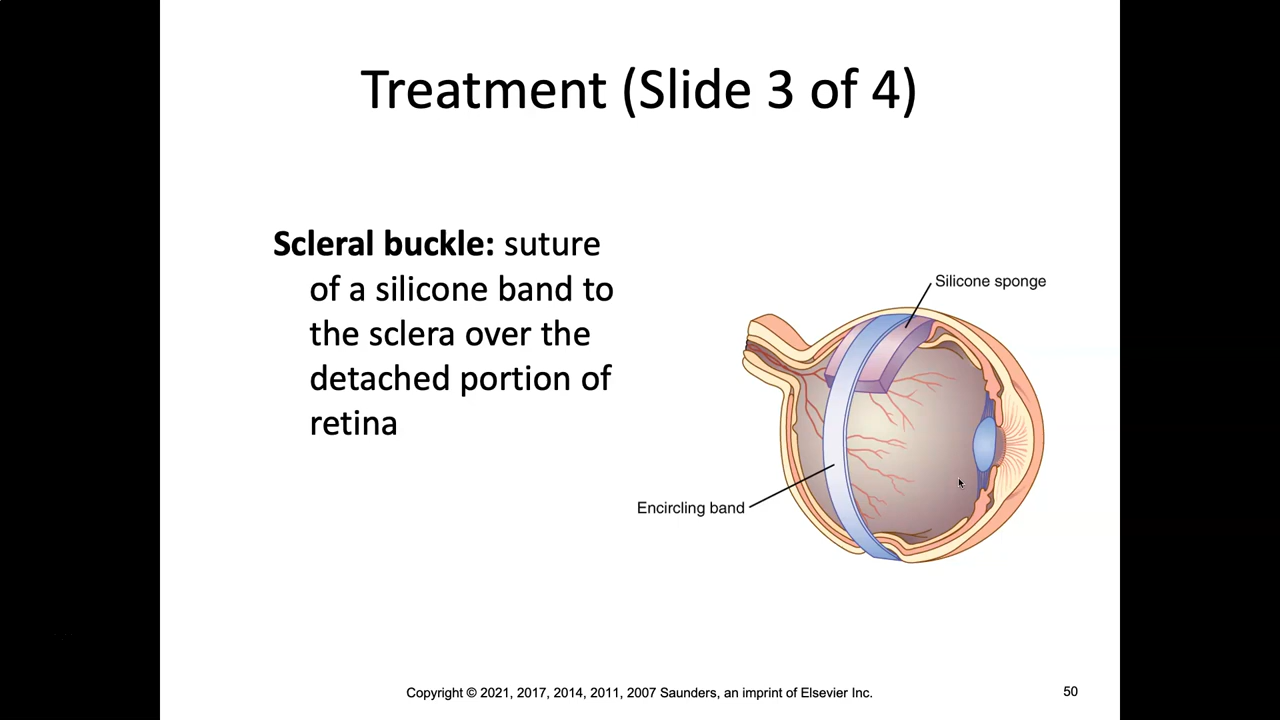 Treatment (Slide 3 of 4)
Scleral buckle: suture
of a silicone band to
the sclera over the
detached portion of
retina
Silicone sponge
Encircling band
Copyright © 2021, 2017, 2014, 2011, 2007 Saunders, an imprint of Elsevier Inc.
50